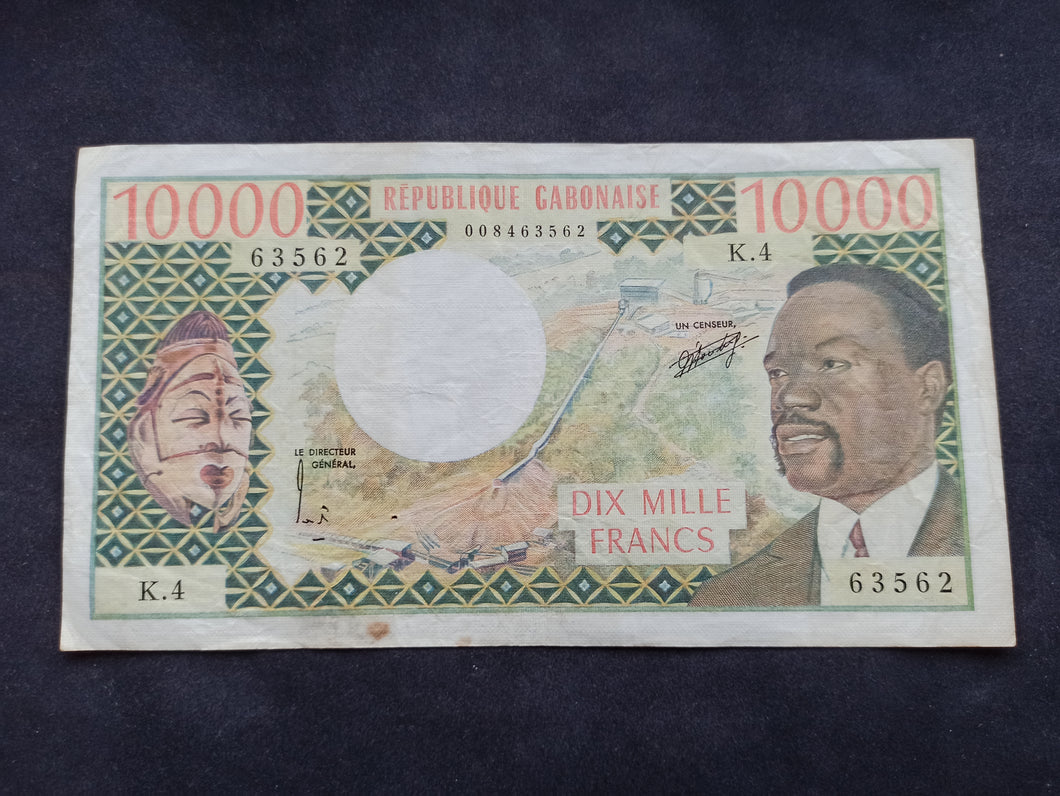 10000
RÉPUBLIQUE GABONAISE
10000
008463562
63562
K.4
UN CENSEUR,
LE DIRECTEUR
GÉNÉRAL,
DIX MILLE
FRANCS
K.4
63562